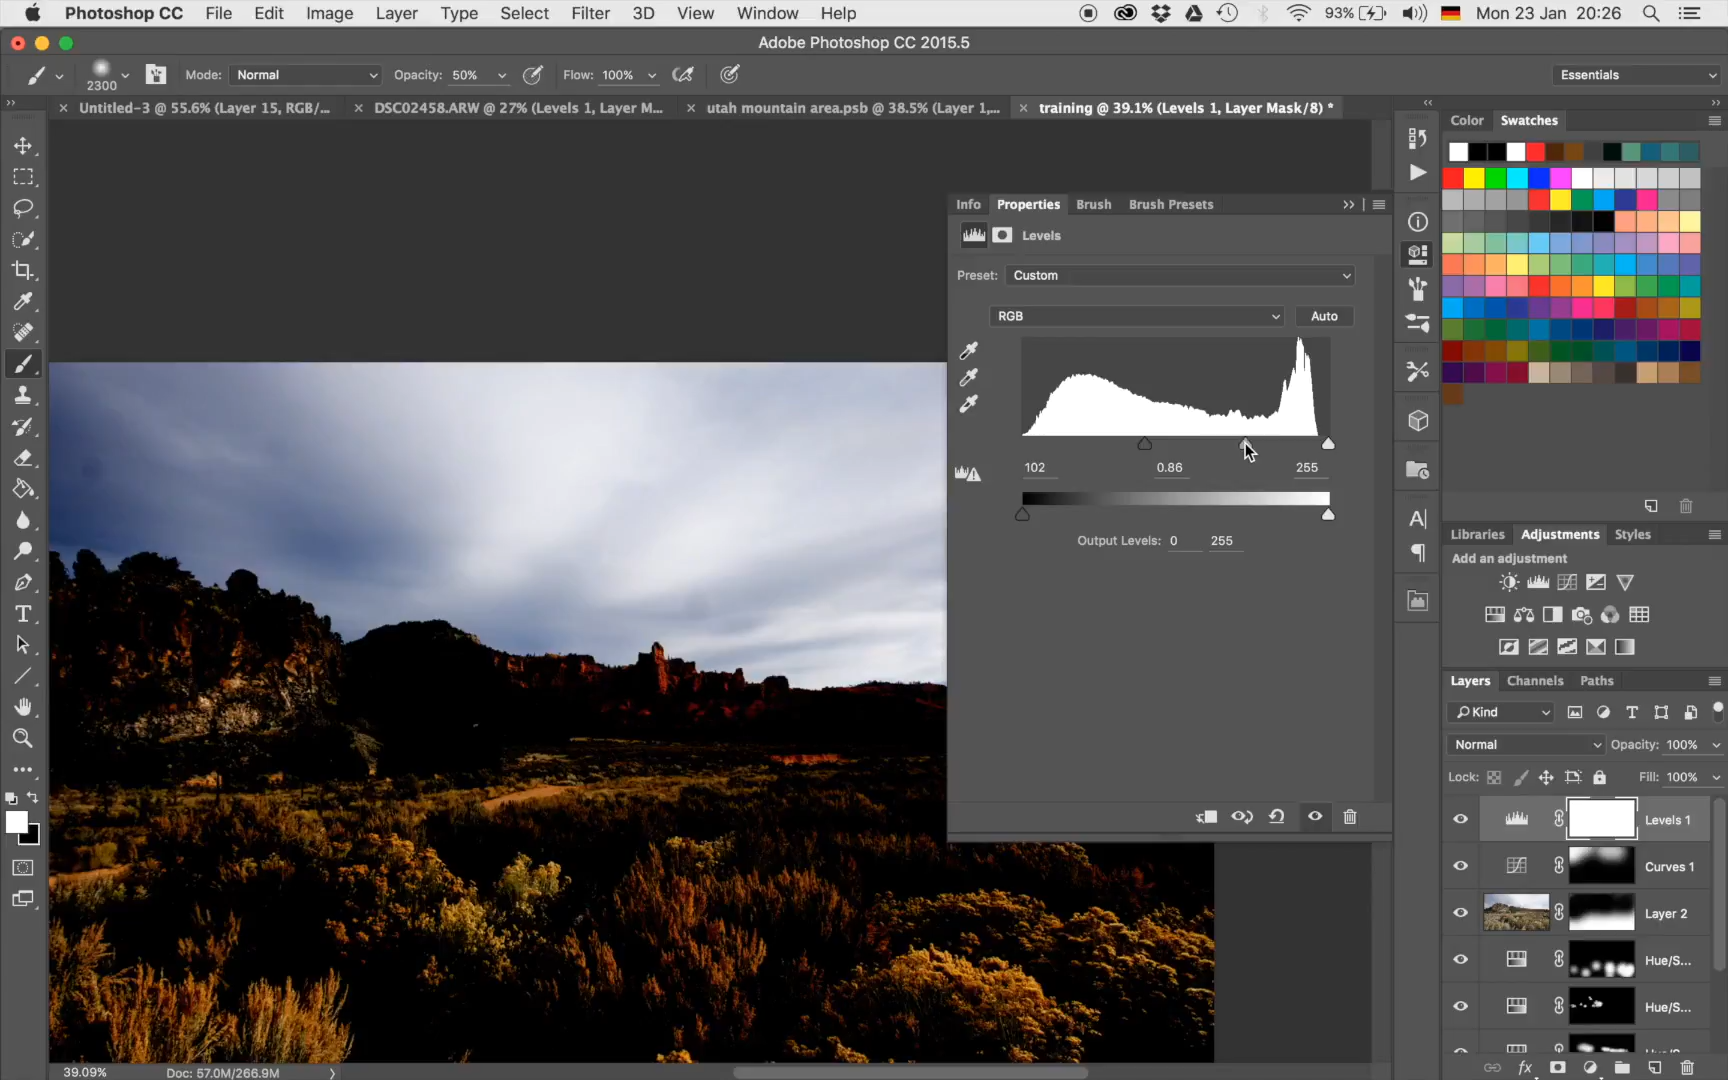 Photoshop CC File Edit Image Layer Type Select Filter 3D View Window Help 93% Mon 23 Jan 20:26
Adobe Photoshop CC 2015.5
2300 Mode: Normal Opacity: 50% Flow: 100% Essentials
Untitled-3 @ 55.6% (Layer 15, RGB/... DSC02458.ARW @ 27% (Levels 1, Layer M... utah mountain area.psb @ 38.5% (Layer 1,... training @ 39.1% (Levels 1, Layer Mask/8) *
Color Swatches
Info Properties Brush Brush Presets
Levels
Preset: Custom
RGB Auto
102 0.86 255
Output Levels: 0 255
Libraries Adjustments Styles
Add an adjustment
Layers Channels Paths
Kind
Normal Opacity: 100%
Lock: Fill: 100%
Levels 1
Curves 1
Layer 2
Hue/S...
Hue/S...
39.09% Doc: 57.0M/266.9M